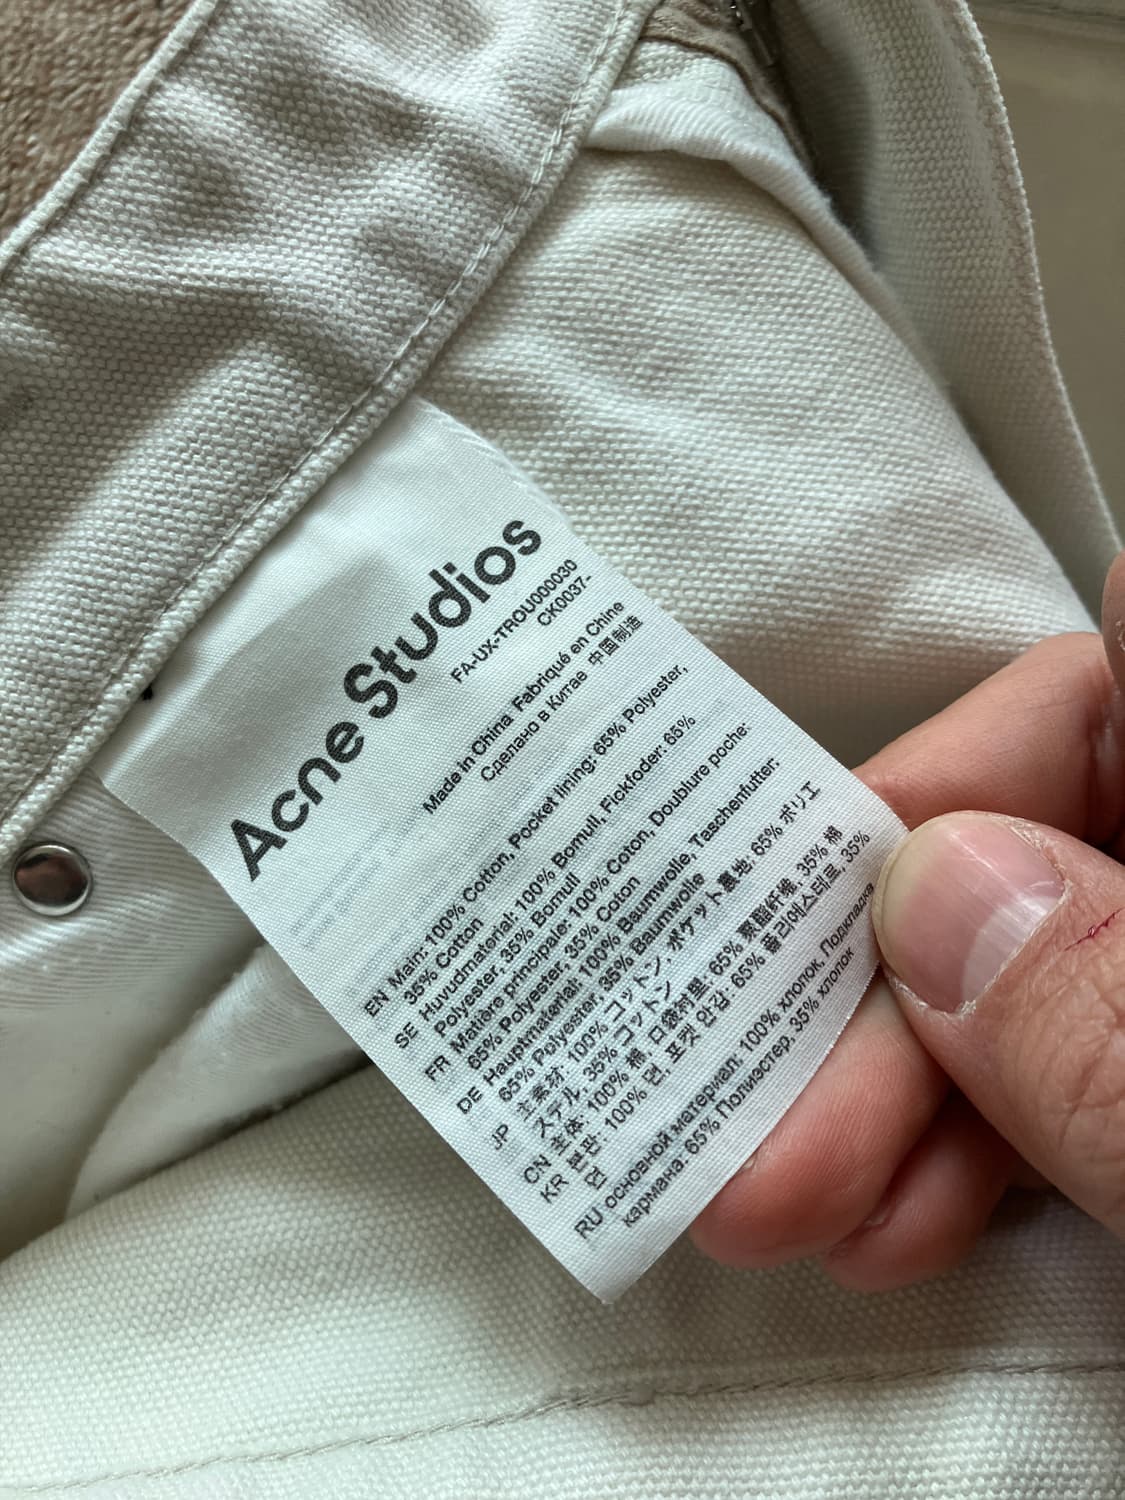 Acne Studios
FA-UX-TROU000030
CK0037-
Made in China Fabriqué en Chine
Сделано в Китае 中国制造
EN Main: 100% Cotton, Pocket lining: 65% Polyester,
35% Cotton
SE Huvudmaterial: 100% Bomull, Fickfoder: 65%
Polyester, 35% Bomull
FR Matière principale: 100% Coton, Doublure poche:
65% Polyester, 35% Coton
DE Hauptmaterial: 100% Baumwolle, Taschenfutter:
65% Polyester, 35% Baumwolle
JP 主素材: 100% コットン, ポケット裏地: 65% ポリエ
ステル, 35% コットン
CN 主体: 100% 棉, 口袋衬里: 65% 聚酯纤维, 35% 棉
KR 본판: 100% 면, 포켓 안감: 65% 폴리에스테르, 35%
면
RU основной материал: 100% хлопок, Подкладка
кармана: 65% Полиэстер, 35% хлопок